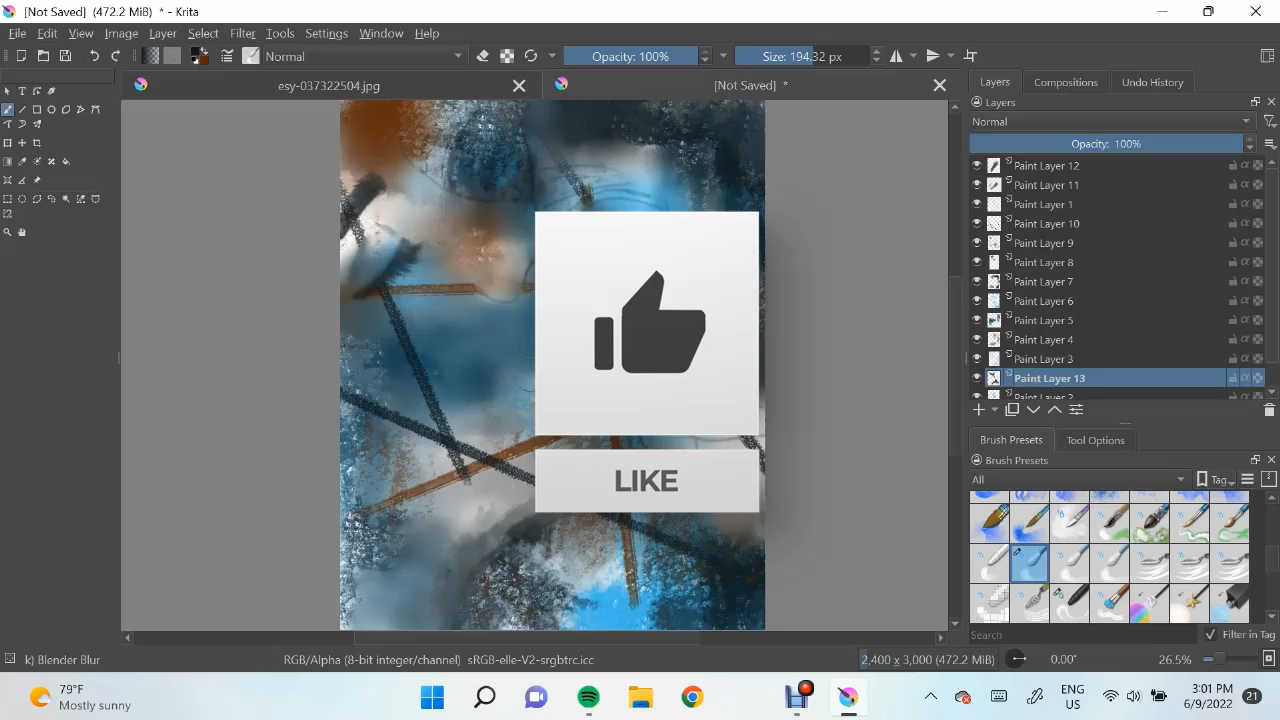 [Not Saved] (472.2 MiB) * - Krita
File Edit View Image Layer Select Filter Tools Settings Window Help
Normal
Opacity: 100%
Size: 194.32 px
esy-037322504.jpg
[Not Saved] *
Layers
Compositions
Undo History
Layers
Normal
Opacity: 100%
Paint Layer 12
Paint Layer 11
Paint Layer 1
Paint Layer 10
Paint Layer 9
Paint Layer 8
Paint Layer 7
Paint Layer 6
Paint Layer 5
Paint Layer 4
Paint Layer 3
Paint Layer 13
Paint Layer 2
Brush Presets
Tool Options
Brush Presets
All
Tag
Search
Filter in Tag
LIKE
k) Blender Blur
RGB/Alpha (8-bit integer/channel) sRGB-elle-V2-srgbtrc.icc
2,400 x 3,000 (472.2 MiB)
0.00°
26.5%
79°F
Mostly sunny
ENG
US
3:01 PM
6/9/2022
21